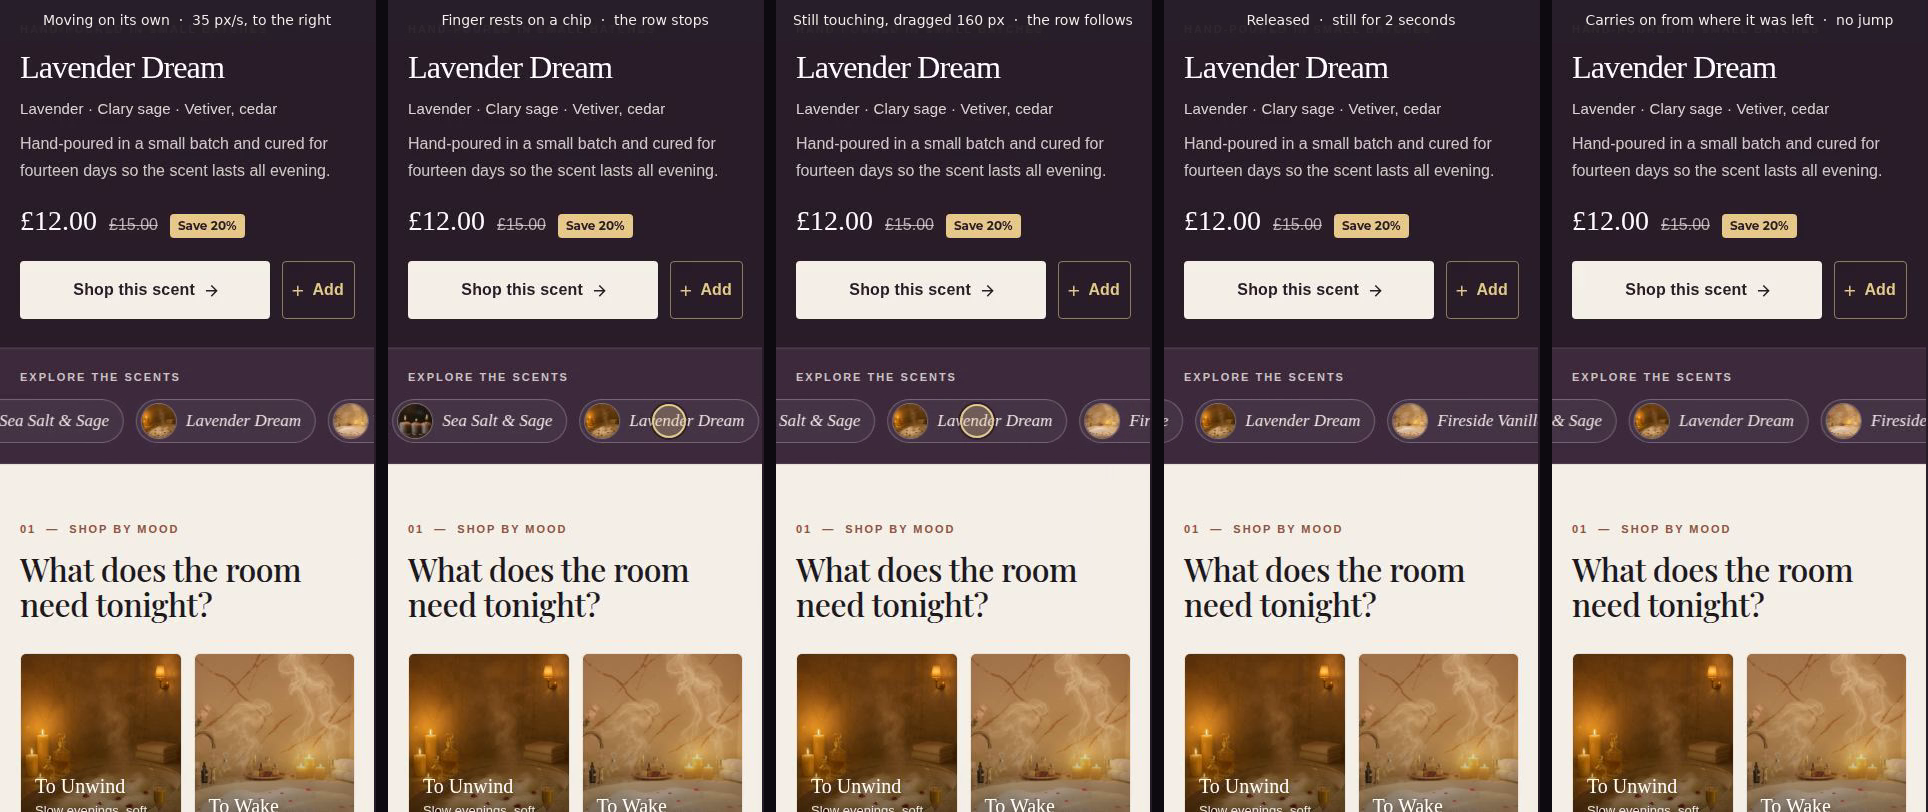 Moving on its own · 35 px/s, to the right
Lavender Dream
Lavender · Clary sage · Vetiver, cedar
Hand-poured in a small batch and cured for
fourteen days so the scent lasts all evening.
£12.00 £15.00 Save 20%
Shop this scent → + Add
EXPLORE THE SCENTS
Sea Salt & Sage Lavender Dream
01 — SHOP BY MOOD
What does the room
need tonight?
To Unwind
Slow evenings, soft
To Wake
Finger rests on a chip · the row stops
Lavender Dream
Lavender · Clary sage · Vetiver, cedar
Hand-poured in a small batch and cured for
fourteen days so the scent lasts all evening.
£12.00 £15.00 Save 20%
Shop this scent → + Add
EXPLORE THE SCENTS
Sea Salt & Sage Lavender Dream
01 — SHOP BY MOOD
What does the room
need tonight?
To Unwind
Slow evenings, soft
To Wake
Still touching, dragged 160 px · the row follows
Lavender Dream
Lavender · Clary sage · Vetiver, cedar
Hand-poured in a small batch and cured for
fourteen days so the scent lasts all evening.
£12.00 £15.00 Save 20%
Shop this scent → + Add
EXPLORE THE SCENTS
Salt & Sage Lavender Dream Fir
01 — SHOP BY MOOD
What does the room
need tonight?
To Unwind
Slow evenings, soft
To Wake
Released · still for 2 seconds
Lavender Dream
Lavender · Clary sage · Vetiver, cedar
Hand-poured in a small batch and cured for
fourteen days so the scent lasts all evening.
£12.00 £15.00 Save 20%
Shop this scent → + Add
EXPLORE THE SCENTS
e Lavender Dream Fireside Vanill
01 — SHOP BY MOOD
What does the room
need tonight?
To Unwind
Slow evenings, soft
To Wake
Carries on from where it was left · no jump
Lavender Dream
Lavender · Clary sage · Vetiver, cedar
Hand-poured in a small batch and cured for
fourteen days so the scent lasts all evening.
£12.00 £15.00 Save 20%
Shop this scent → + Add
EXPLORE THE SCENTS
& Sage Lavender Dream Fireside
01 — SHOP BY MOOD
What does the room
need tonight?
To Unwind
Slow evenings, soft
To Wake